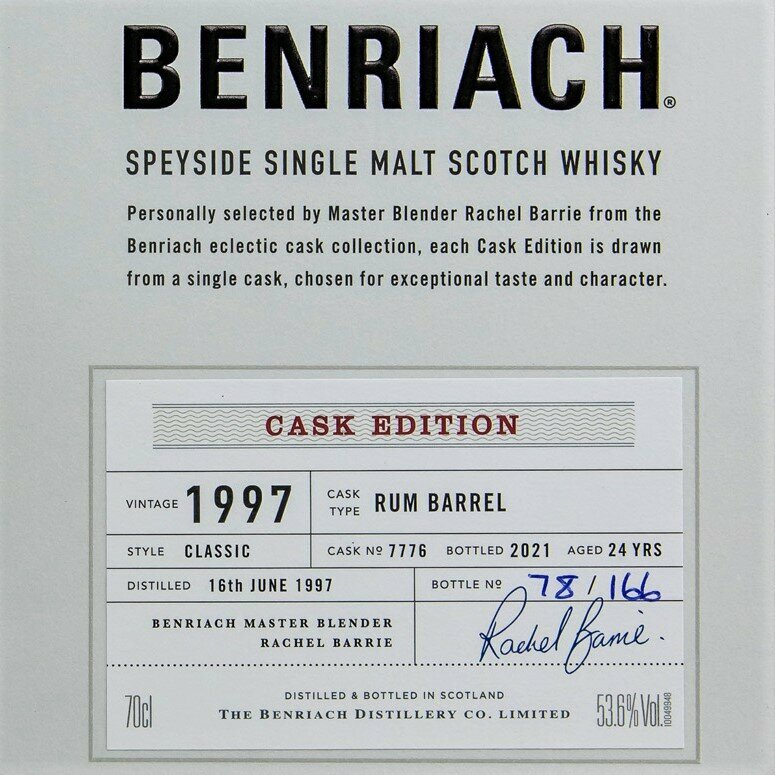 BENRIACH®
SPEYSIDE SINGLE MALT SCOTCH WHISKY
Personally selected by Master Blender Rachel Barrie from the
Benriach eclectic cask collection, each Cask Edition is drawn
from a single cask, chosen for exceptional taste and character.
CASK EDITION
VINTAGE 1997
CASK TYPE RUM BARREL
STYLE CLASSIC
CASK Nº 7776 BOTTLED 2021 AGED 24 YRS
DISTILLED 16th JUNE 1997
BOTTLE Nº 78/166
BENRIACH MASTER BLENDER
RACHEL BARRIE
Rachel Barrie.
DISTILLED & BOTTLED IN SCOTLAND
70cl THE BENRIACH DISTILLERY CO. LIMITED 53.6%Vol.
10049948